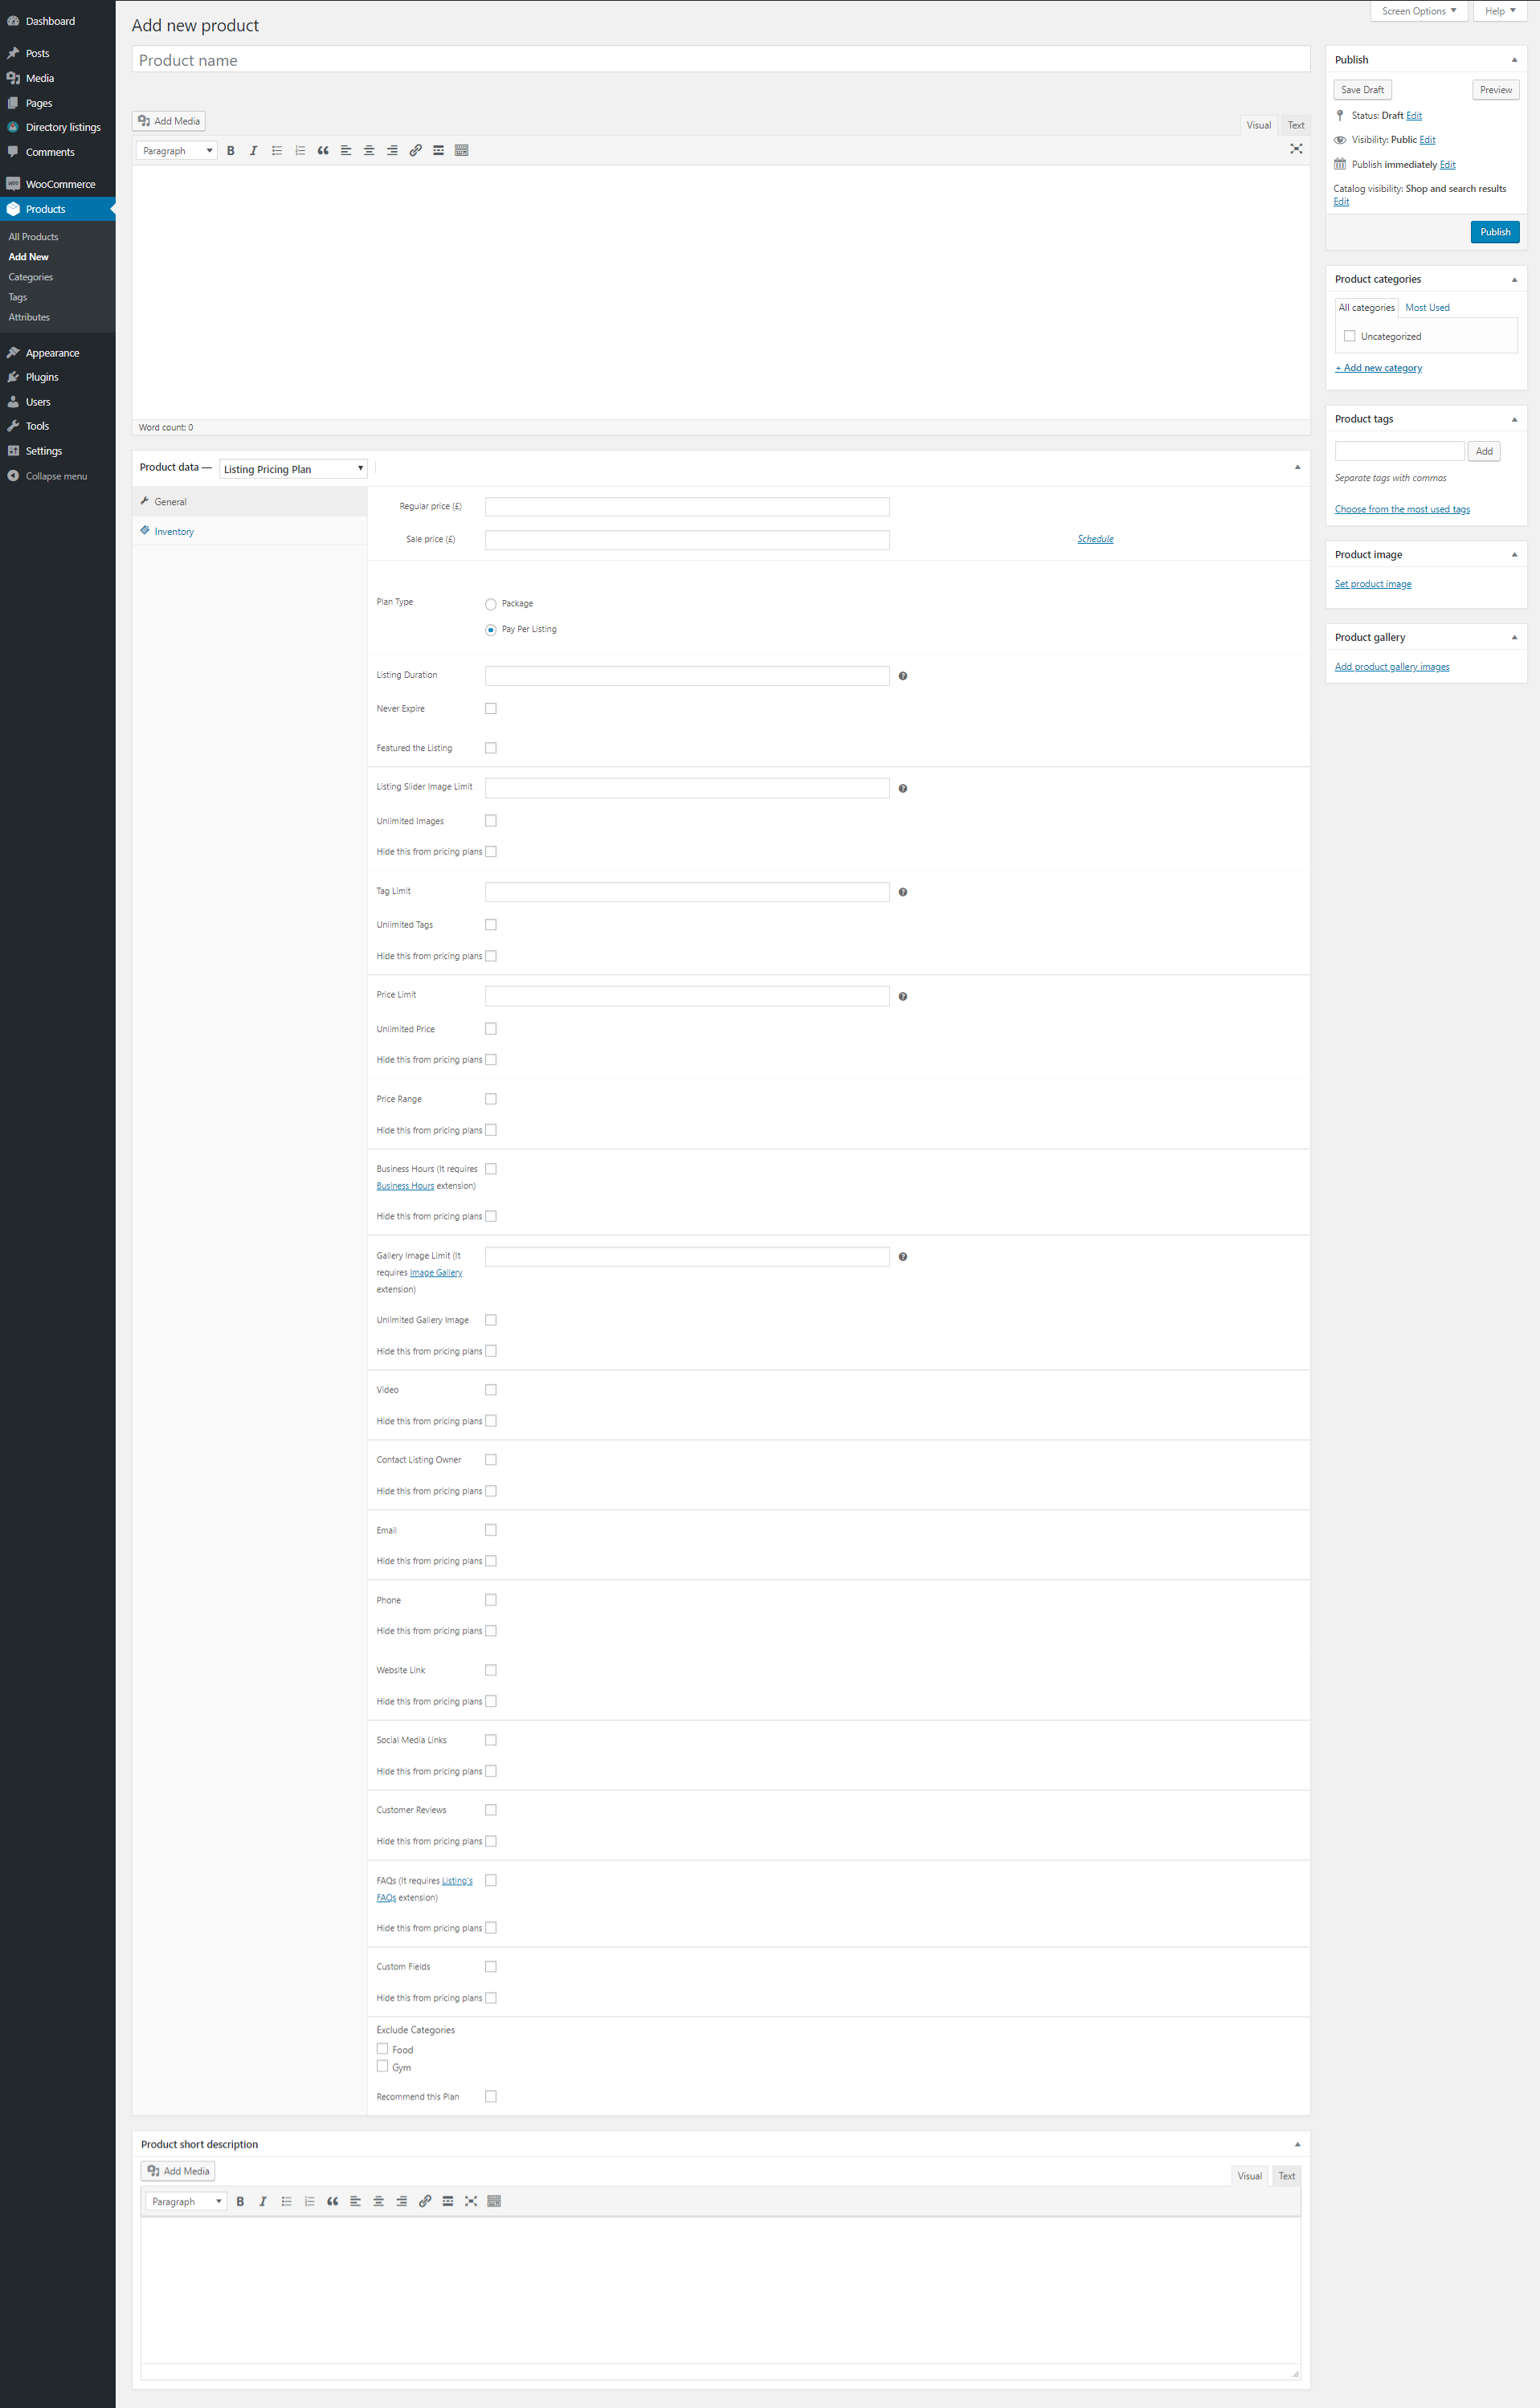 Dashboard
Posts
Media
Pages
Directory listings
Comments
WooCommerce
Products
All Products
Add New
Categories
Tags
Attributes
Appearance
Plugins
Users
Tools
Settings
Collapse menu
Screen Options
Help
Add new product
Product name
Add Media
Visual
Text
Paragraph
Word count: 0
Product data — Listing Pricing Plan
General
Inventory
Regular price (£)
Sale price (£)
Schedule
Plan Type
Package
Pay Per Listing
Listing Duration
Never Expire
Featured the Listing
Listing Slider Image Limit
Unlimited Images
Hide this from pricing plans
Tag Limit
Unlimited Tags
Hide this from pricing plans
Price Limit
Unlimited Price
Hide this from pricing plans
Price Range
Hide this from pricing plans
Business Hours (It requires
Business Hours extension)
Hide this from pricing plans
Gallery Image Limit (It
requires Image Gallery
extension)
Unlimited Gallery Image
Hide this from pricing plans
Video
Hide this from pricing plans
Contact Listing Owner
Hide this from pricing plans
Email
Hide this from pricing plans
Phone
Hide this from pricing plans
Website Link
Hide this from pricing plans
Social Media Links
Hide this from pricing plans
Customer Reviews
Hide this from pricing plans
FAQs (It requires Listing's
FAQs extension)
Hide this from pricing plans
Custom Fields
Hide this from pricing plans
Exclude Categories
Food
Gym
Recommend this Plan
Product short description
Add Media
Visual
Text
Paragraph
Publish
Save Draft
Preview
Status: Draft Edit
Visibility: Public Edit
Publish immediately Edit
Catalog visibility: Shop and search results
Edit
Publish
Product categories
All categories
Most Used
Uncategorized
+ Add new category
Product tags
Add
Separate tags with commas
Choose from the most used tags
Product image
Set product image
Product gallery
Add product gallery images